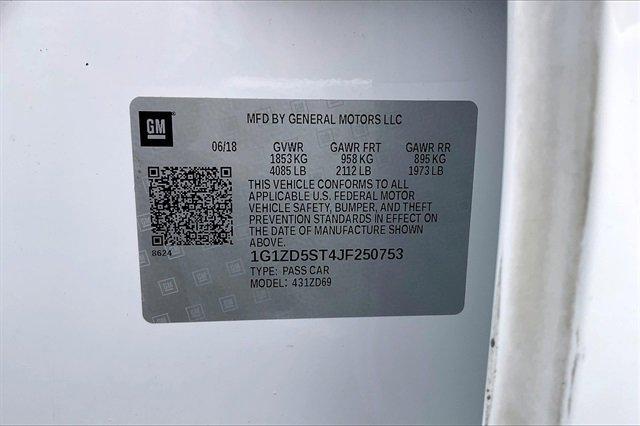 GM
MFD BY GENERAL MOTORS LLC
06/18 GVWR GAWR FRT GAWR RR
1853 KG 958 KG 895 KG
4085 LB 2112 LB 1973 LB
THIS VEHICLE CONFORMS TO ALL
APPLICABLE U.S. FEDERAL MOTOR
VEHICLE SAFETY, BUMPER, AND THEFT
PREVENTION STANDARDS IN EFFECT ON
THE DATE OF MANUFACTURE SHOWN
ABOVE.
8624
1G1ZD5ST4JF250753
TYPE: PASS CAR
MODEL: 431ZD69